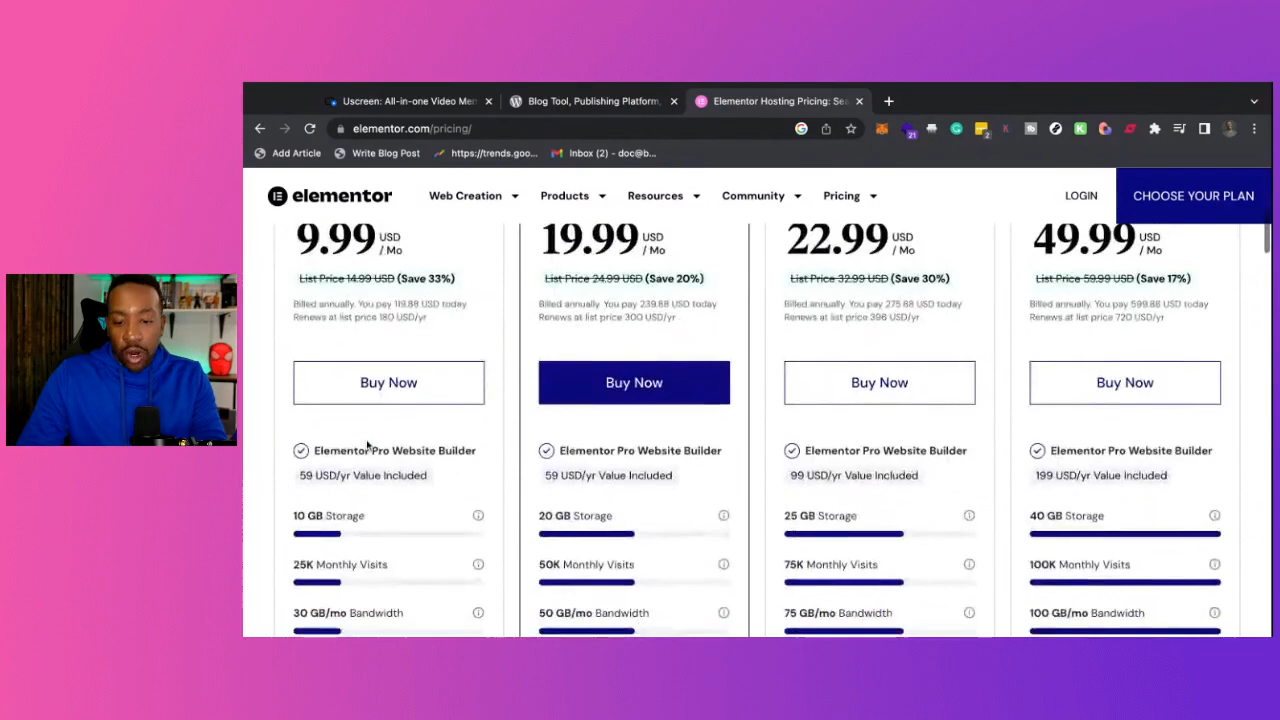 Uscreen: All-in-one Video Mem
Blog Tool, Publishing Platform,
Elementor Hosting Pricing: Sea
elementor.com/pricing/
21
2
Add Article
Write Blog Post
https://trends.goo...
Inbox (2) - doc@b...
elementor
Web Creation
Products
Resources
Community
Pricing
LOGIN
CHOOSE YOUR PLAN
9.99 USD / Mo
List Price 14.99 USD (Save 33%)
Billed annually. You pay 119.88 USD today
Renews at list price 180 USD/yr
Buy Now
Elementor Pro Website Builder
59 USD/yr Value Included
10 GB Storage
25K Monthly Visits
30 GB/mo Bandwidth
19.99 USD / Mo
List Price 24.99 USD (Save 20%)
Billed annually. You pay 239.88 USD today
Renews at list price 300 USD/yr
Buy Now
Elementor Pro Website Builder
59 USD/yr Value Included
20 GB Storage
50K Monthly Visits
50 GB/mo Bandwidth
22.99 USD / Mo
List Price 32.99 USD (Save 30%)
Billed annually. You pay 275.88 USD today
Renews at list price 396 USD/yr
Buy Now
Elementor Pro Website Builder
99 USD/yr Value Included
25 GB Storage
75K Monthly Visits
75 GB/mo Bandwidth
49.99 USD / Mo
List Price 59.99 USD (Save 17%)
Billed annually. You pay 599.88 USD today
Renews at list price 720 USD/yr
Buy Now
Elementor Pro Website Builder
199 USD/yr Value Included
40 GB Storage
100K Monthly Visits
100 GB/mo Bandwidth